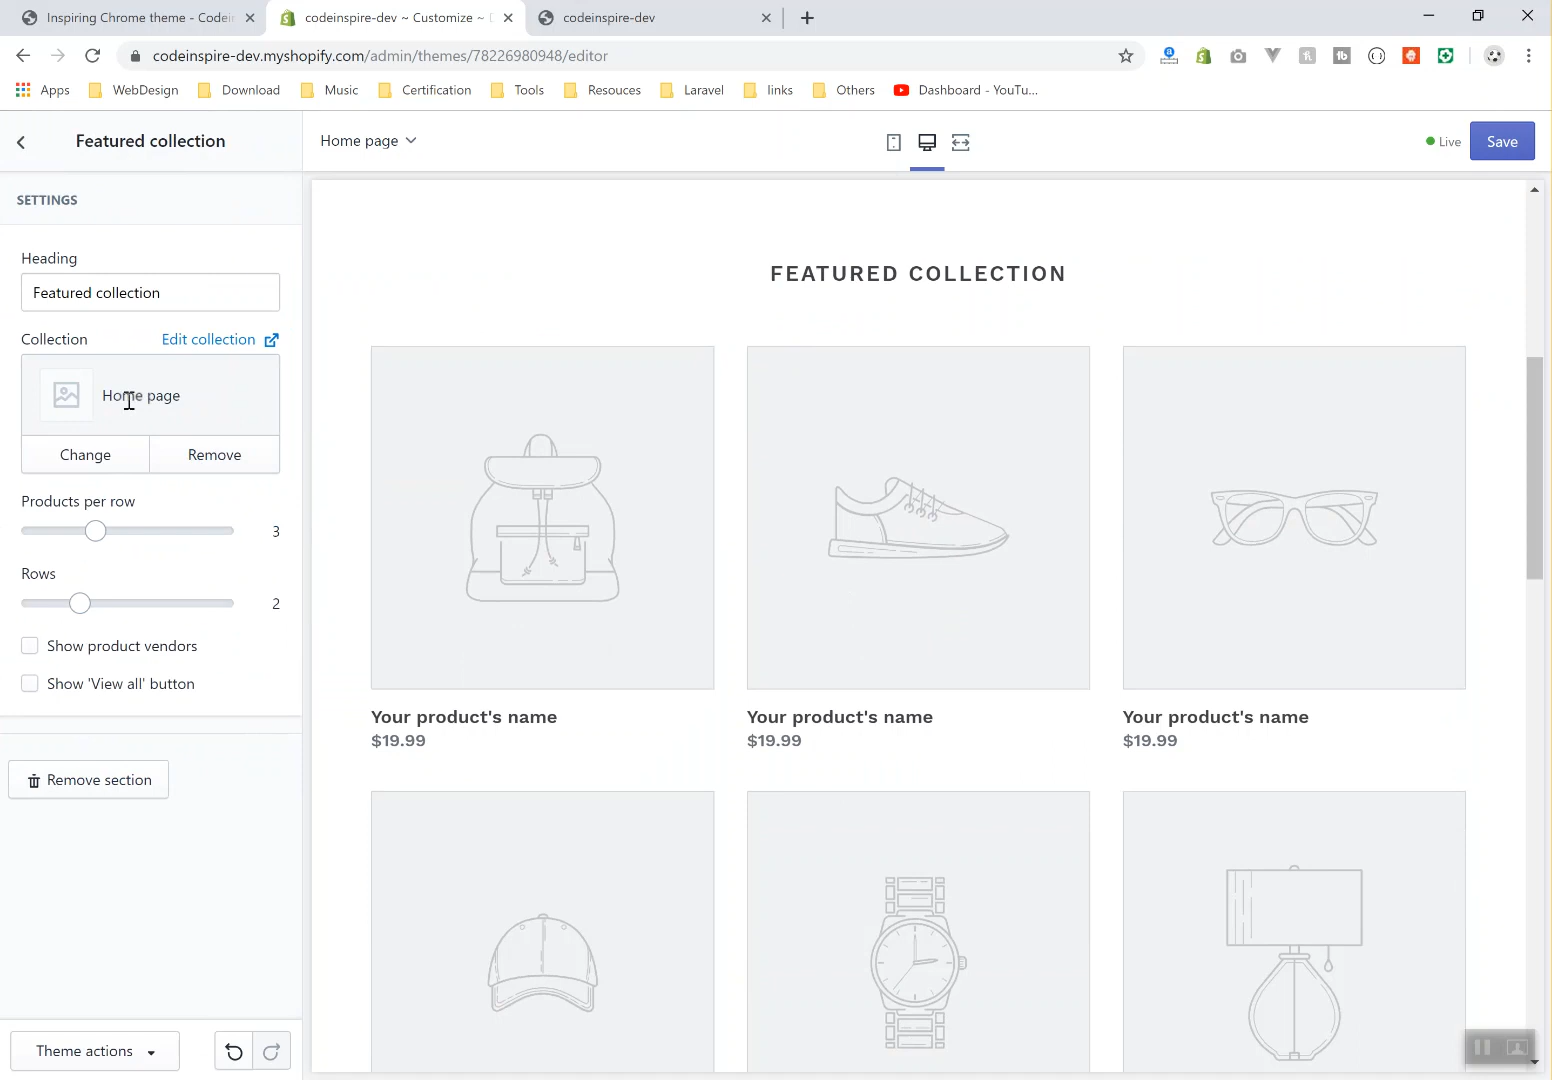 Inspiring Chrome theme - Codein
codeinspire-dev ~ Customize ~
codeinspire-dev
codeinspire-dev.myshopify.com/admin/themes/78226980948/editor
Apps
WebDesign
Download
Music
Certification
Tools
Resouces
Laravel
links
Others
Dashboard - YouTu...
Featured collection
Home page
Live
Save
SETTINGS
Heading
Featured collection
Collection
Edit collection
Home page
Change
Remove
Products per row
3
Rows
2
Show product vendors
Show 'View all' button
Remove section
Theme actions
FEATURED COLLECTION
Your product's name
$19.99
Your product's name
$19.99
Your product's name
$19.99